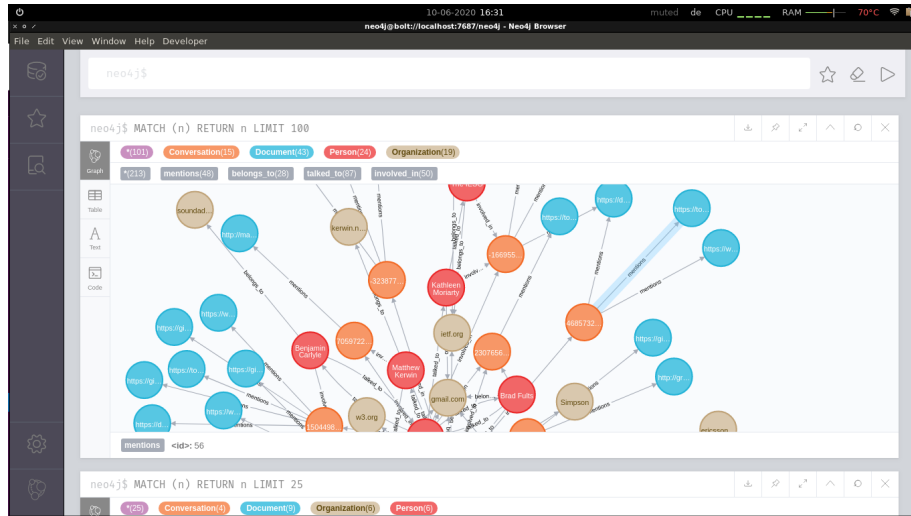 10-06-2020 16:31
muted de CPU RAM 70°C
neo4j@bolt://localhost:7687/neo4j - Neo4j Browser
File Edit View Window Help Developer
neo4j$
neo4j$ MATCH (n) RETURN n LIMIT 100
*(101) Conversation(15) Document(43) Person(24) Organization(19)
*(213) mentions(48) belongs_to(28) talked_to(87) involved_in(50)
Graph
Table
Text
Code
soundad...
http://ma...
kerwin.n...
-323877...
-166955...
https://to...
https://d...
https://to...
https://w...
Kathleen
Moriarty
ietf.org
4685732...
https://gi...
https://w...
https://gi...
Benjamin
Carlyle
7059722...
2307656...
https://gi...
https://to...
https://gi...
Matthew
Kerwin
http://gr...
gmail.com
Brad Fults
Simpson
https://d...
https://w...
1504498...
w3.org
ericsson...
mentions
belongs_to
talked_to
involved_in
mentions <id>: 56
neo4j$ MATCH (n) RETURN n LIMIT 25
*(25) Conversation(4) Document(9) Organization(6) Person(6)